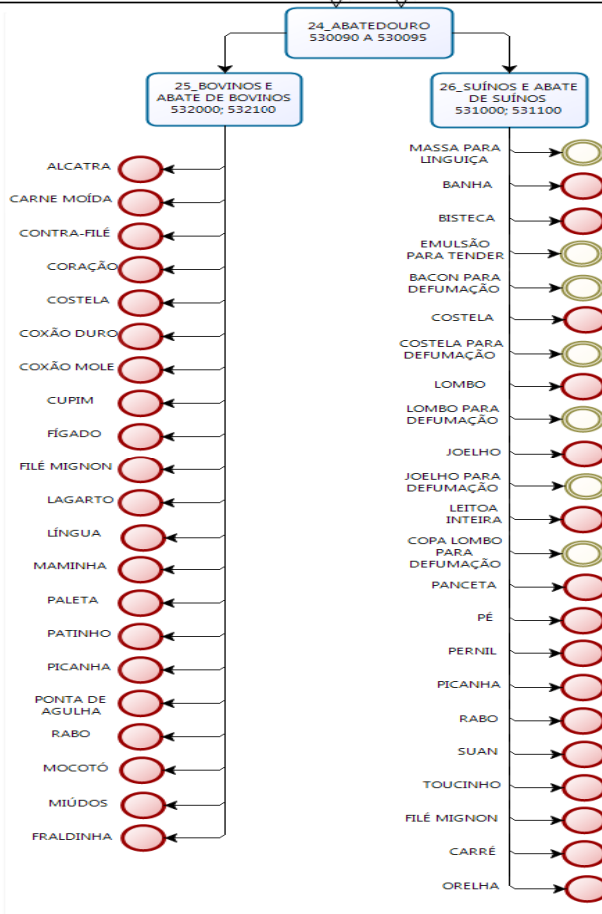 24_ABATEDOURO
530090 A 530095
25_BOVINOS E
ABATE DE BOVINOS
532000; 532100
ALCATRA
CARNE MOÍDA
CONTRA-FILÉ
CORAÇÃO
COSTELA
COXÃO DURO
COXÃO MOLE
CUPIM
FÍGADO
FILÉ MIGNON
LAGARTO
LÍNGUA
MAMINHA
PALETA
PATINHO
PICANHA
PONTA DE
AGULHA
RABO
MOCOTÓ
MIÚDOS
FRALDINHA
26_SUÍNOS E ABATE
DE SUÍNOS
531000; 531100
MASSA PARA
LINGUIÇA
BANHA
BISTECA
EMULSÃO
PARA TENDER
BACON PARA
DEFUMAÇÃO
COSTELA
COSTELA PARA
DEFUMAÇÃO
LOMBO
LOMBO PARA
DEFUMAÇÃO
JOELHO
JOELHO PARA
DEFUMAÇÃO
LEITOA
INTEIRA
COPA LOMBO
PARA
DEFUMAÇÃO
PANCETA
PÉ
PERNIL
PICANHA
RABO
SUAN
TOUCINHO
FILÉ MIGNON
CARRÉ
ORELHA